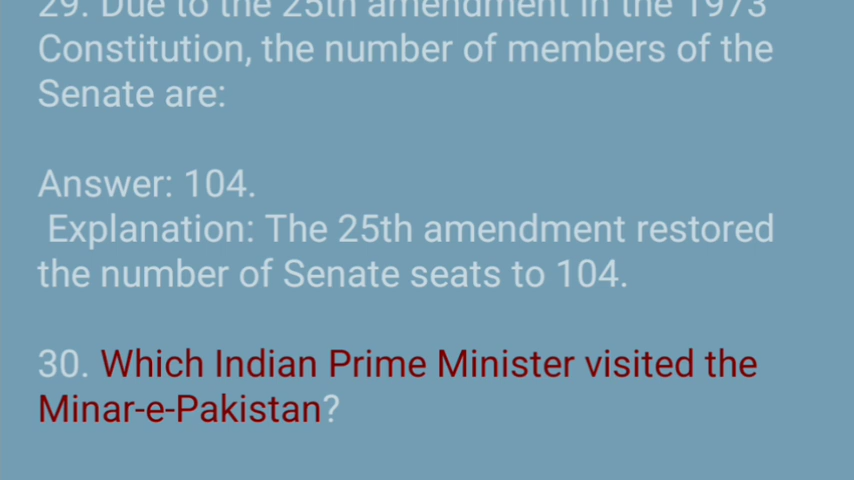 29. Due to the 25th amendment in the 1973
Constitution, the number of members of the
Senate are:
Answer: 104.
Explanation: The 25th amendment restored
the number of Senate seats to 104.
30. Which Indian Prime Minister visited the
Minar-e-Pakistan?